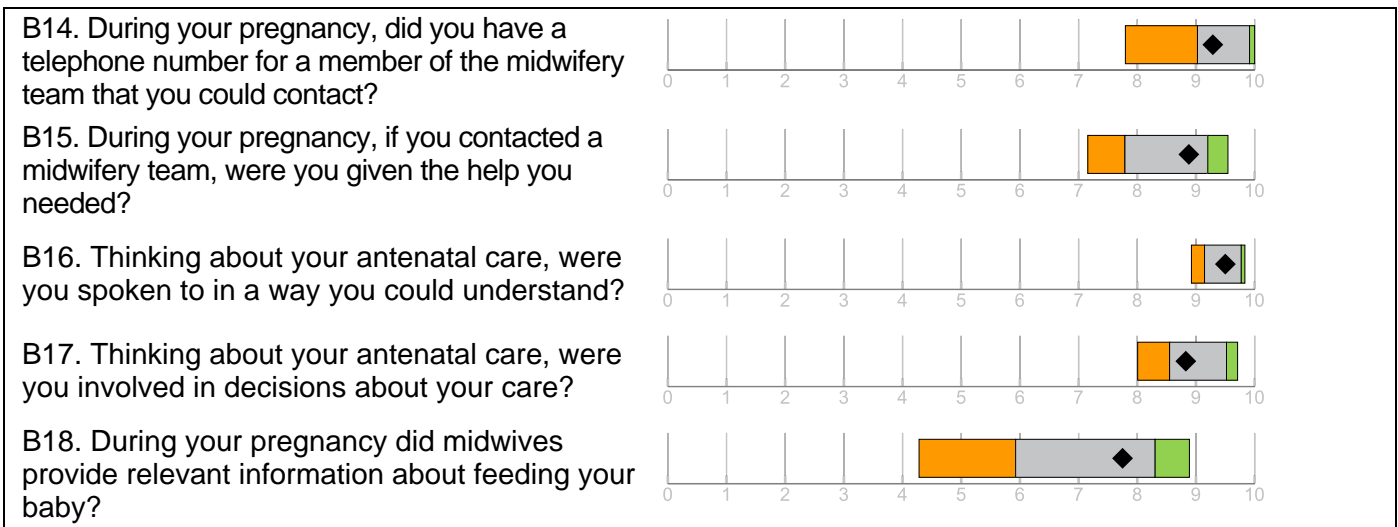 B14. During your pregnancy, did you have a
telephone number for a member of the midwifery
team that you could contact?
0 1 2 3 4 5 6 7 8 9 10
B15. During your pregnancy, if you contacted a
midwifery team, were you given the help you
needed?
0 1 2 3 4 5 6 7 8 9 10
B16. Thinking about your antenatal care, were
you spoken to in a way you could understand?
0 1 2 3 4 5 6 7 8 9 10
B17. Thinking about your antenatal care, were
you involved in decisions about your care?
0 1 2 3 4 5 6 7 8 9 10
B18. During your pregnancy did midwives
provide relevant information about feeding your
baby?
0 1 2 3 4 5 6 7 8 9 10